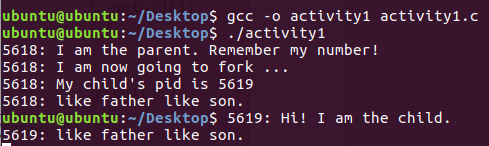 ubuntu@ubuntu:~/Desktop$ gcc -o activity1 activity1.c
ubuntu@ubuntu:~/Desktop$ ./activity1
5618: I am the parent. Remember my number!
5618: I am now going to fork ...
5618: My child's pid is 5619
5618: like father like son.
ubuntu@ubuntu:~/Desktop$ 5619: Hi! I am the child.
5619: like father like son.